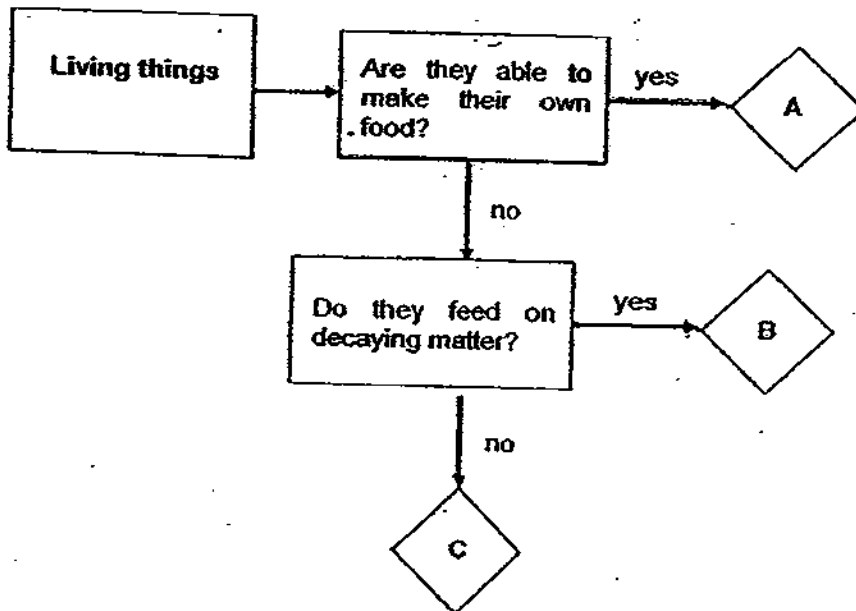 Living things
Are they able to
make their own
food?
yes
A
no
Do they feed on
decaying matter?
yes
B
no
C